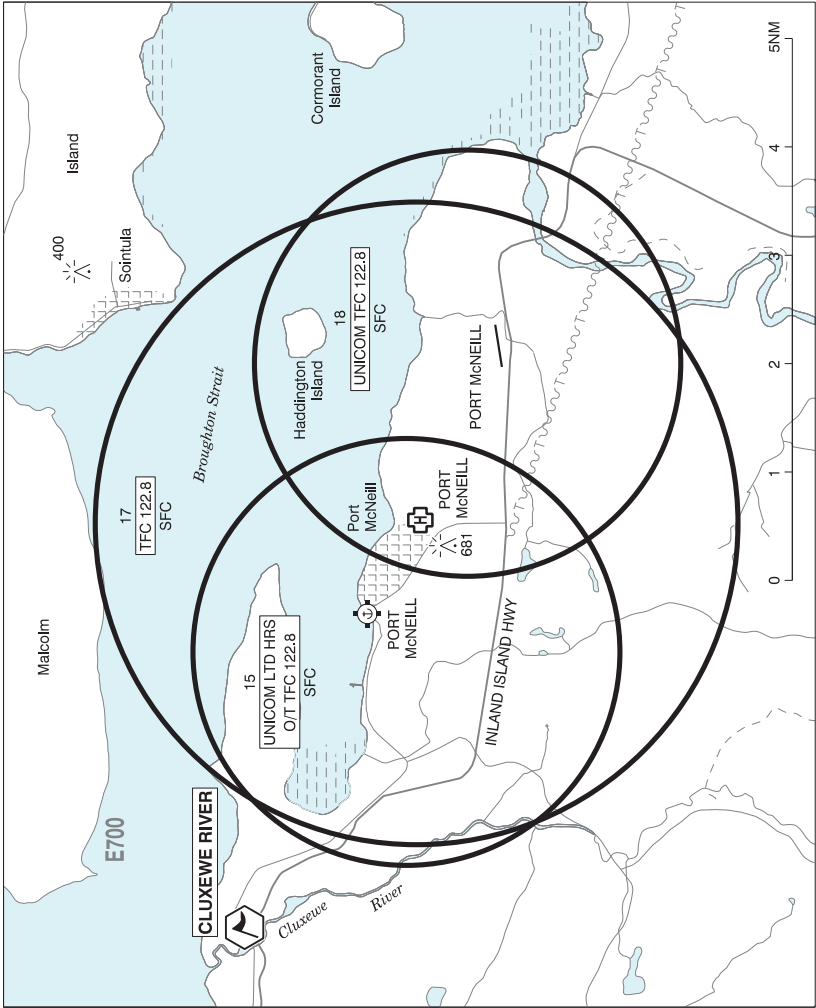 Malcolm
Island
400
Sointula
Cormorant
Island
17
TFC 122.8
SFC
Broughton Strait
E700
Haddington
Island
18
UNICOM TFC 122.8
SFC
15
UNICOM LTD HRS
O/T TFC 122.8
SFC
CLUXEWE RIVER
Cluxewe
River
Port
McNeill
PORT
McNEILL
H
PORT
McNEILL
681
PORT McNEILL
INLAND ISLAND HWY
T
T
T
T
T
T
0
1
2
3
4
5NM